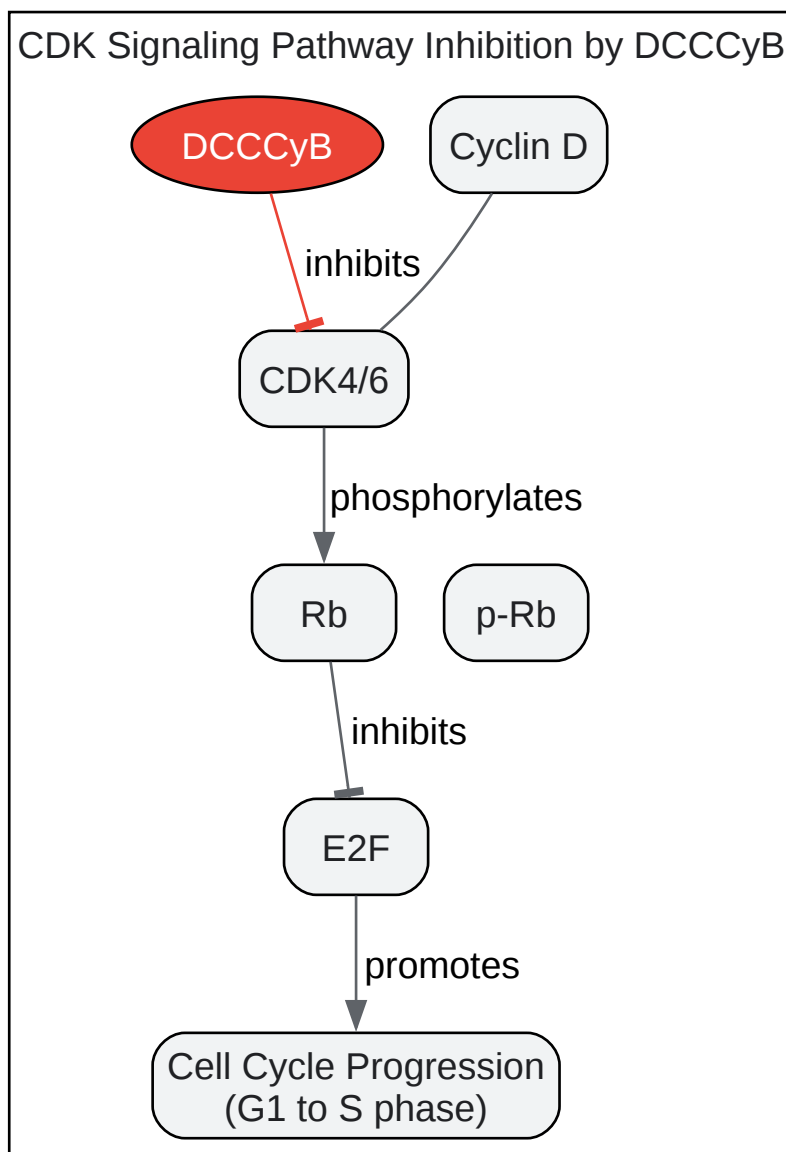 CDK Signaling Pathway Inhibition by DCCCyB
DCCCyB
Cyclin D
inhibits
CDK4/6
phosphorylates
Rb
p-Rb
inhibits
E2F
promotes
Cell Cycle Progression
(G1 to S phase)